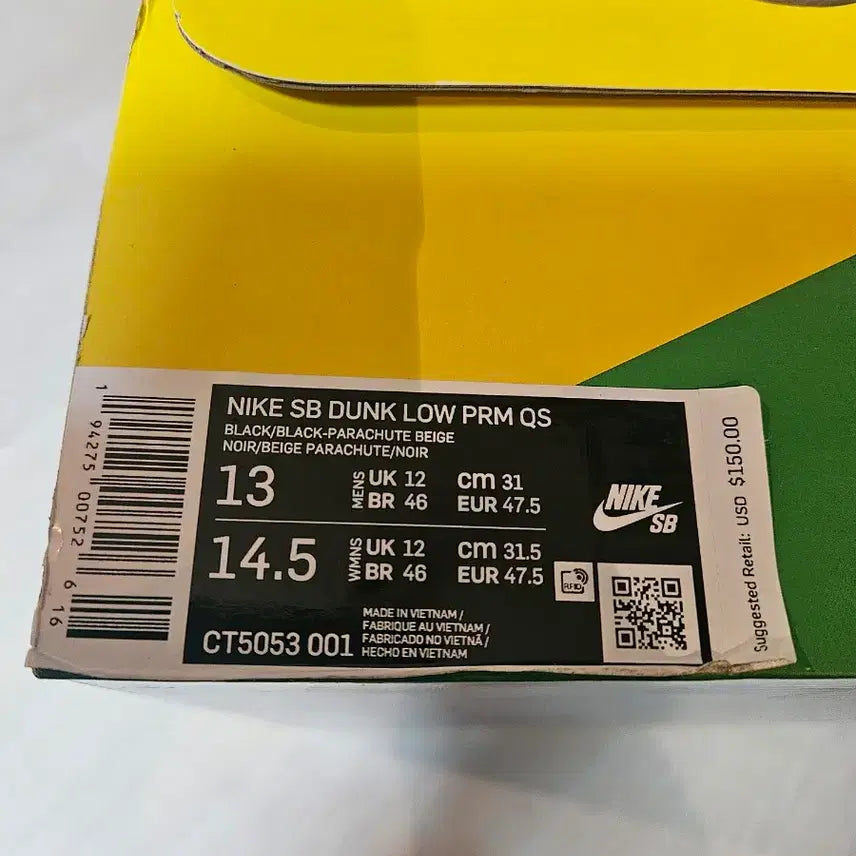 NIKE SB DUNK LOW PRM QS
BLACK/BLACK-PARACHUTE BEIGE
NOIR/BEIGE PARACHUTE/NOIR
13 MENS UK 12 cm 31
BR 46 EUR 47.5
14.5 WMNS UK 12 cm 31.5
BR 46 EUR 47.5
RFID
CT5053 001
MADE IN VIETNAM /
FABRIQUE AU VIETNAM /
FABRICADO NO VIETNÃ /
HECHO EN VIETNAM
NIKE
SB
1 94275 00752 6 16
Suggested Retail: USD $150.00